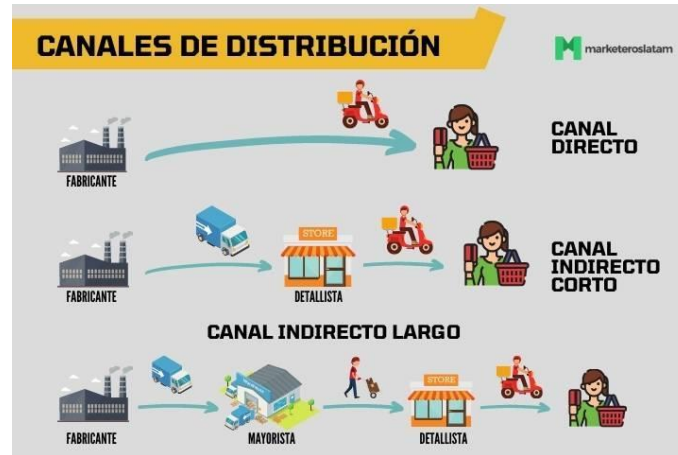 CANALES DE DISTRIBUCIÓN
marketeroslatam
FABRICANTE
CANAL
DIRECTO
FABRICANTE
STORE
DETALLISTA
CANAL
INDIRECTO
CORTO
CANAL INDIRECTO LARGO
FABRICANTE
MAYORISTA
STORE
DETALLISTA